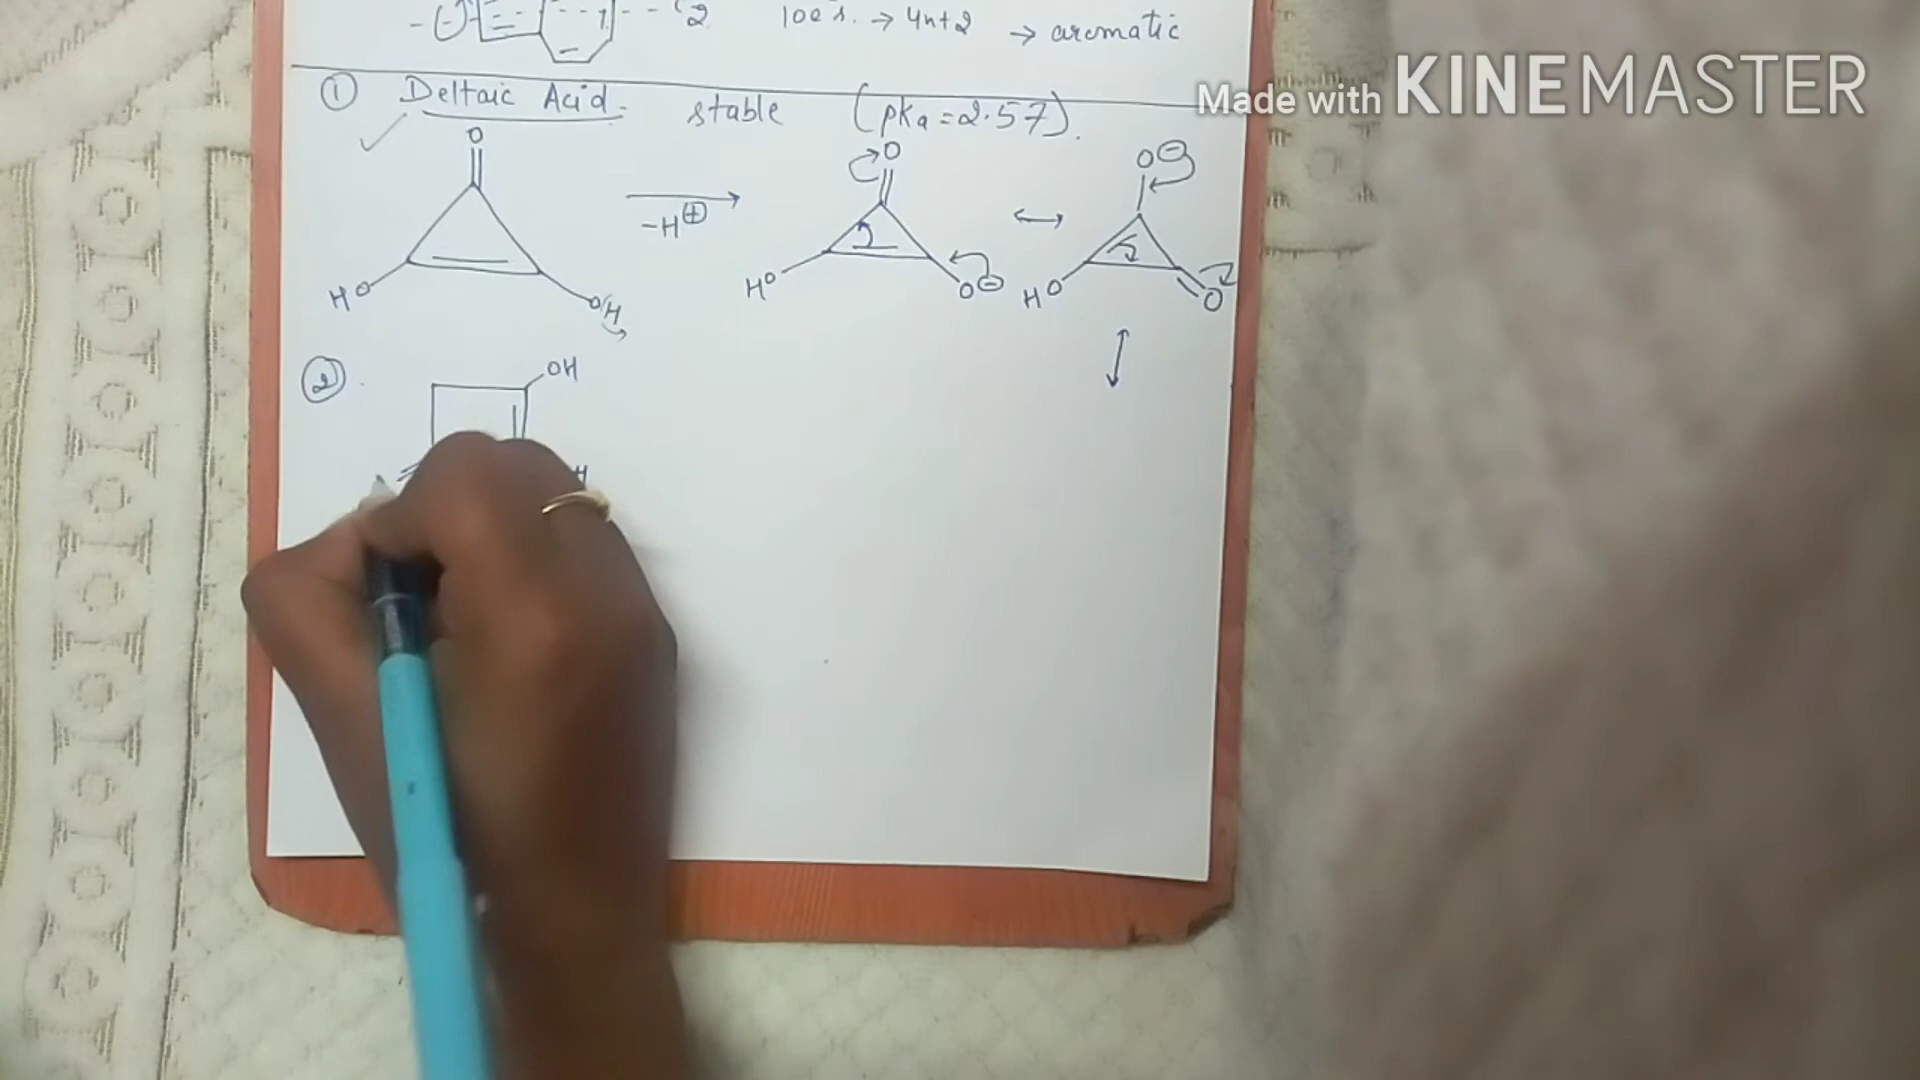 2 10e s. → 4n+2 → aromatic
Made with KINEMASTER
① Deltaic Acid. stable (pKa = 2.57).
O O O⊖
-H⊕
HO OH HO O⊖ HO O
② OH
H